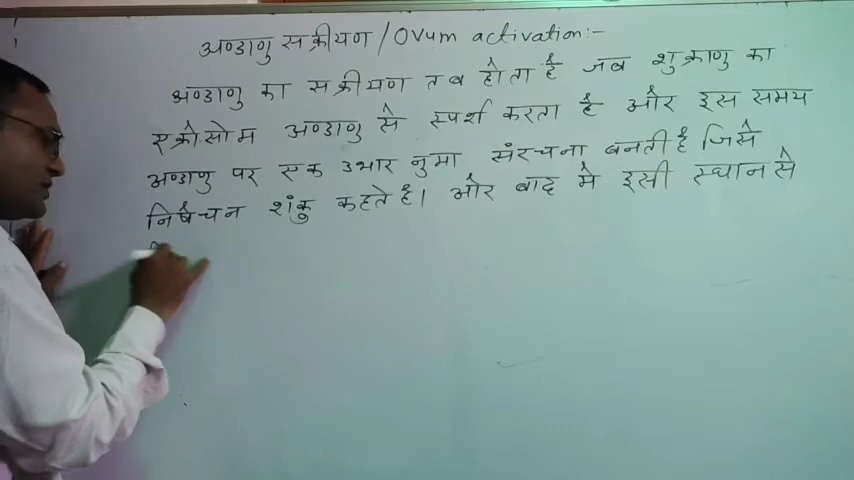 अण्डाणु सक्रीयण / Ovum activation:-
अण्डाणु का सक्रीयण तब होता है जब शुक्राणु का
एक्रोसोम अण्डाणु से स्पर्श करता है और इस समय
अण्डाणु पर एक उभार नुमा संरचना बनती है जिसे
निषेचन शंकु कहते है। और बाद मे इसी स्थान से